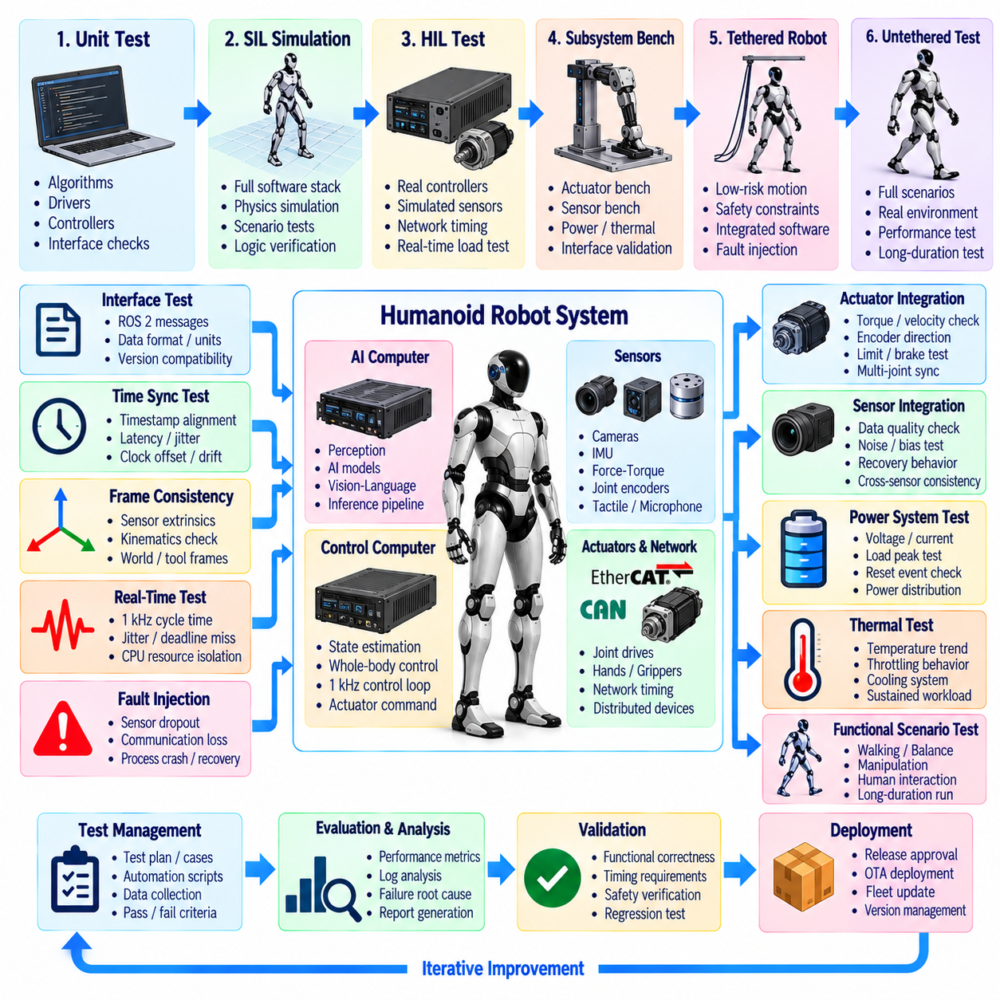 1. Unit Test
• Algorithms
• Drivers
• Controllers
• Interface checks
2. SIL Simulation
• Full software stack
• Physics simulation
• Scenario tests
• Logic verification
3. HIL Test
• Real controllers
• Simulated sensors
• Network timing
• Real-time load test
4. Subsystem Bench
• Actuator bench
• Sensor bench
• Power / thermal
• Interface validation
5. Tethered Robot
• Low-risk motion
• Safety constraints
• Integrated software
• Fault injection
6. Untethered Test
• Full scenarios
• Real environment
• Performance test
• Long-duration test
Interface Test
• ROS 2 messages
• Data format / units
• Version compatibility
Time Sync Test
• Timestamp alignment
• Latency / jitter
• Clock offset / drift
Frame Consistency
• Sensor extrinsics
• Kinematics check
• World / tool frames
Real-Time Test
• 1 kHz cycle time
• Jitter / deadline miss
• CPU resource isolation
Fault Injection
• Sensor dropout
• Communication loss
• Process crash / recovery
Humanoid Robot System
AI Computer
• Perception
• AI models
• Vision-Language
• Inference pipeline
Sensors
• Cameras
• IMU
• Force-Torque
• Joint encoders
• Tactile / Microphone
Control Computer
• State estimation
• Whole-body control
• 1 kHz control loop
• Actuator command
Actuators & Network
EtherCAT
CAN
• Joint drives
• Hands / Grippers
• Network timing
• Distributed devices
Actuator Integration
• Torque / velocity check
• Encoder direction
• Limit / brake test
• Multi-joint sync
Sensor Integration
• Data quality check
• Noise / bias test
• Recovery behavior
• Cross-sensor consistency
Power System Test
• Voltage / current
• Load peak test
• Reset event check
• Power distribution
Thermal Test
• Temperature trend
• Throttling behavior
• Cooling system
• Sustained workload
Functional Scenario Test
• Walking / Balance
• Manipulation
• Human interaction
• Long-duration run
Test Management
• Test plan / cases
• Automation scripts
• Data collection
• Pass / fail criteria
Evaluation & Analysis
• Performance metrics
• Log analysis
• Failure root cause
• Report generation
Validation
• Functional correctness
• Timing requirements
• Safety verification
• Regression test
Deployment
• Release approval
• OTA deployment
• Fleet update
• Version management
Iterative Improvement